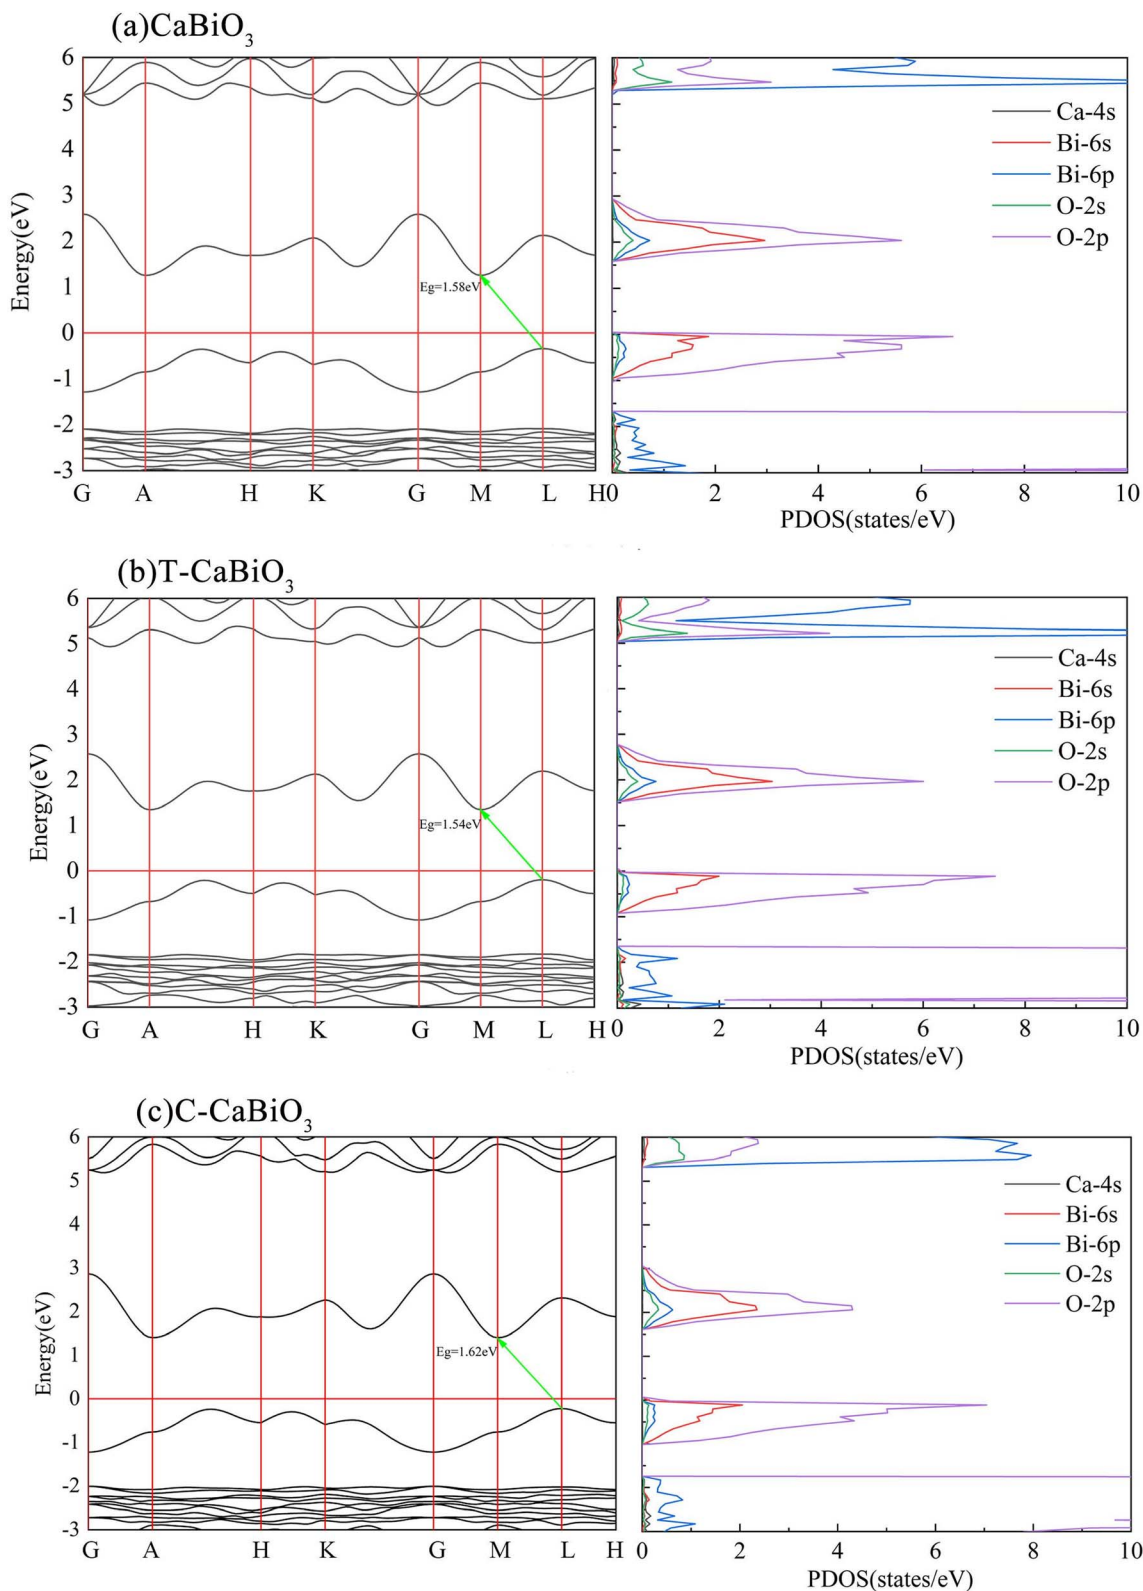 (a)CaBiO3
6
5
4
3
2
1
0
-1
-2
-3
Energy(eV)
Eg=1.58eV
G A H K G M L H
Ca-4s
Bi-6s
Bi-6p
O-2s
O-2p
0 2 4 6 8 10
PDOS(states/eV)
(b)T-CaBiO3
6
5
4
3
2
1
0
-1
-2
-3
Energy(eV)
Eg=1.54eV
G A H K G M L H
Ca-4s
Bi-6s
Bi-6p
O-2s
O-2p
0 2 4 6 8 10
PDOS(states/eV)
(c)C-CaBiO3
6
5
4
3
2
1
0
-1
-2
-3
Energy(eV)
Eg=1.62eV
G A H K G M L H
Ca-4s
Bi-6s
Bi-6p
O-2s
O-2p
0 2 4 6 8 10
PDOS(states/eV)